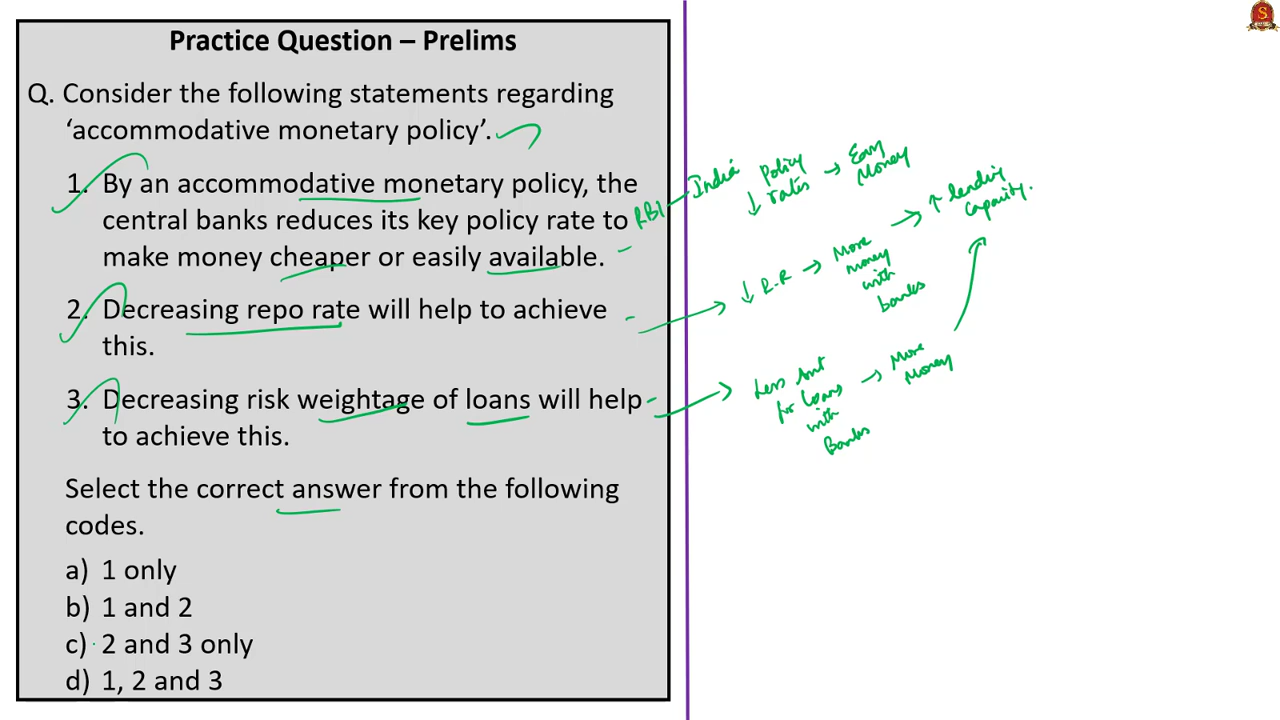 Practice Question – Prelims
Q. Consider the following statements regarding
‘accommodative monetary policy’.
1. By an accommodative monetary policy, the
central banks reduces its key policy rate to
make money cheaper or easily available.
2. Decreasing repo rate will help to achieve
this.
3. Decreasing risk weightage of loans will help
to achieve this.
Select the correct answer from the following
codes.
a) 1 only
b) 1 and 2
c) 2 and 3 only
d) 1, 2 and 3
RBI – India
↓ Policy
rates
→ Easy
Money
↓ R.R
→ More
money
with
banks
→ ↑ lending
capacity.
Less Amt
for loans
with
Banks
→ More
Money
S